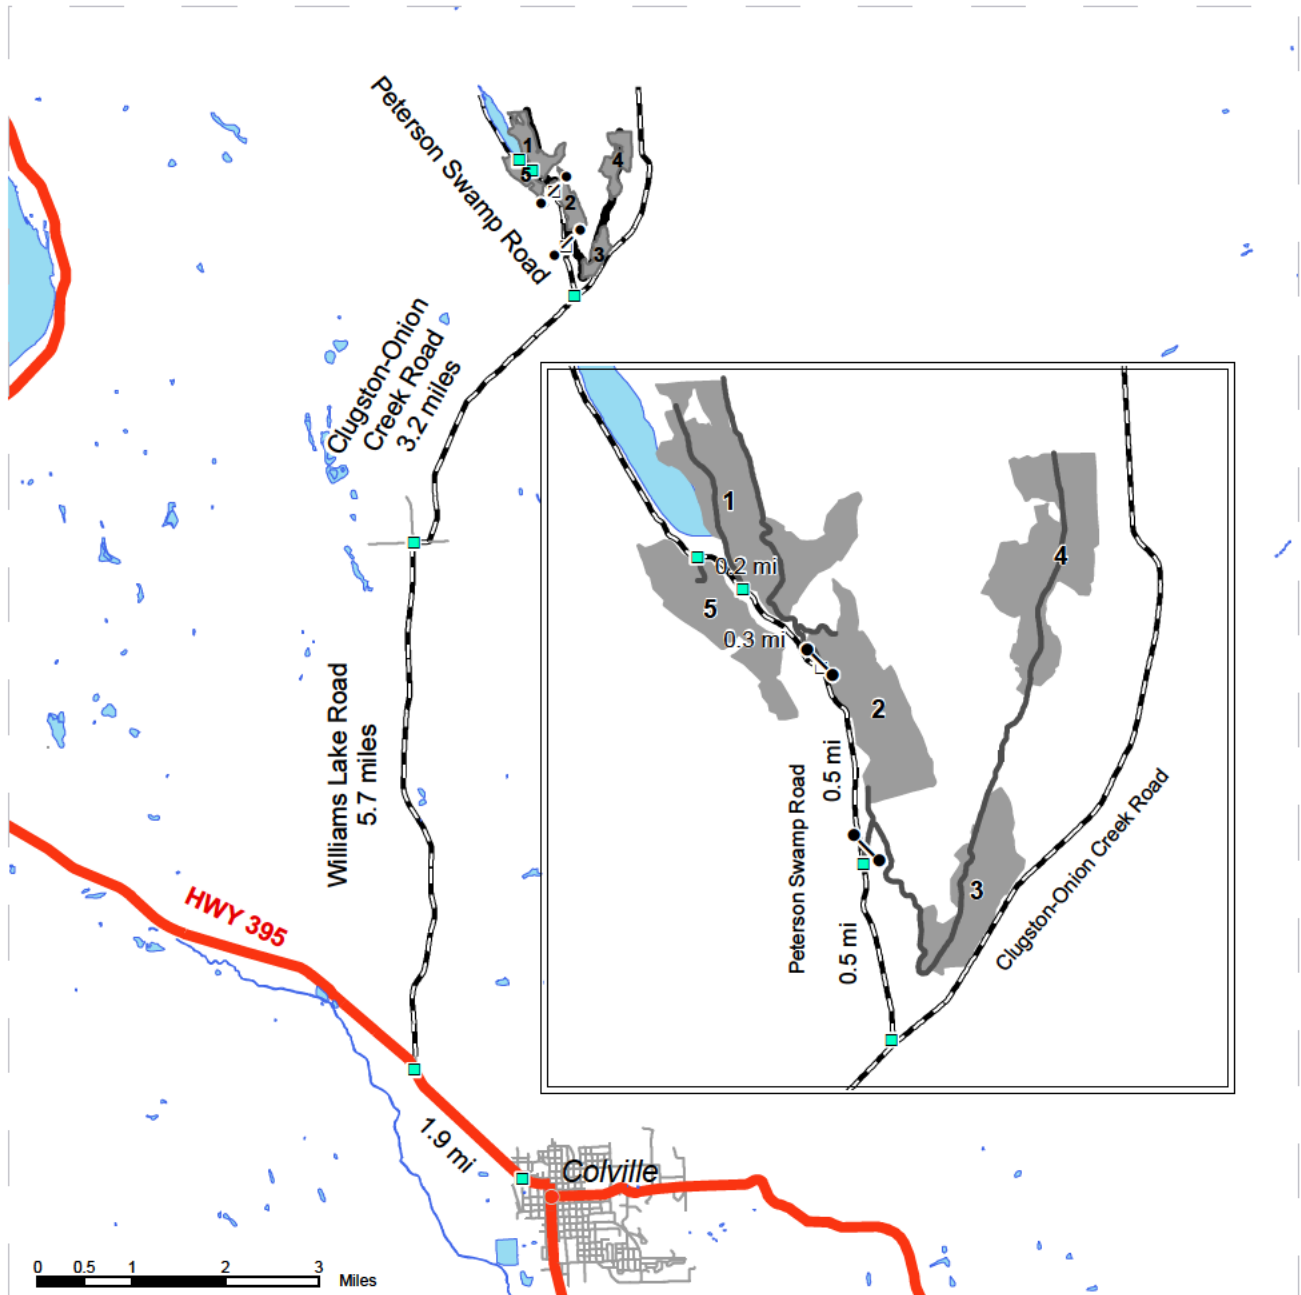 Peterson Swamp Road
1
5
2
4
3
Clugston-Onion
Creek Road
3.2 miles
Williams Lake Road
5.7 miles
HWY 395
1.9 mi
Colville
1
0.2 mi
5
0.3 mi
4
2
0.5 mi
Peterson Swamp Road
0.5 mi
3
Clugston-Onion Creek Road
0 0.5 1 2 3 Miles